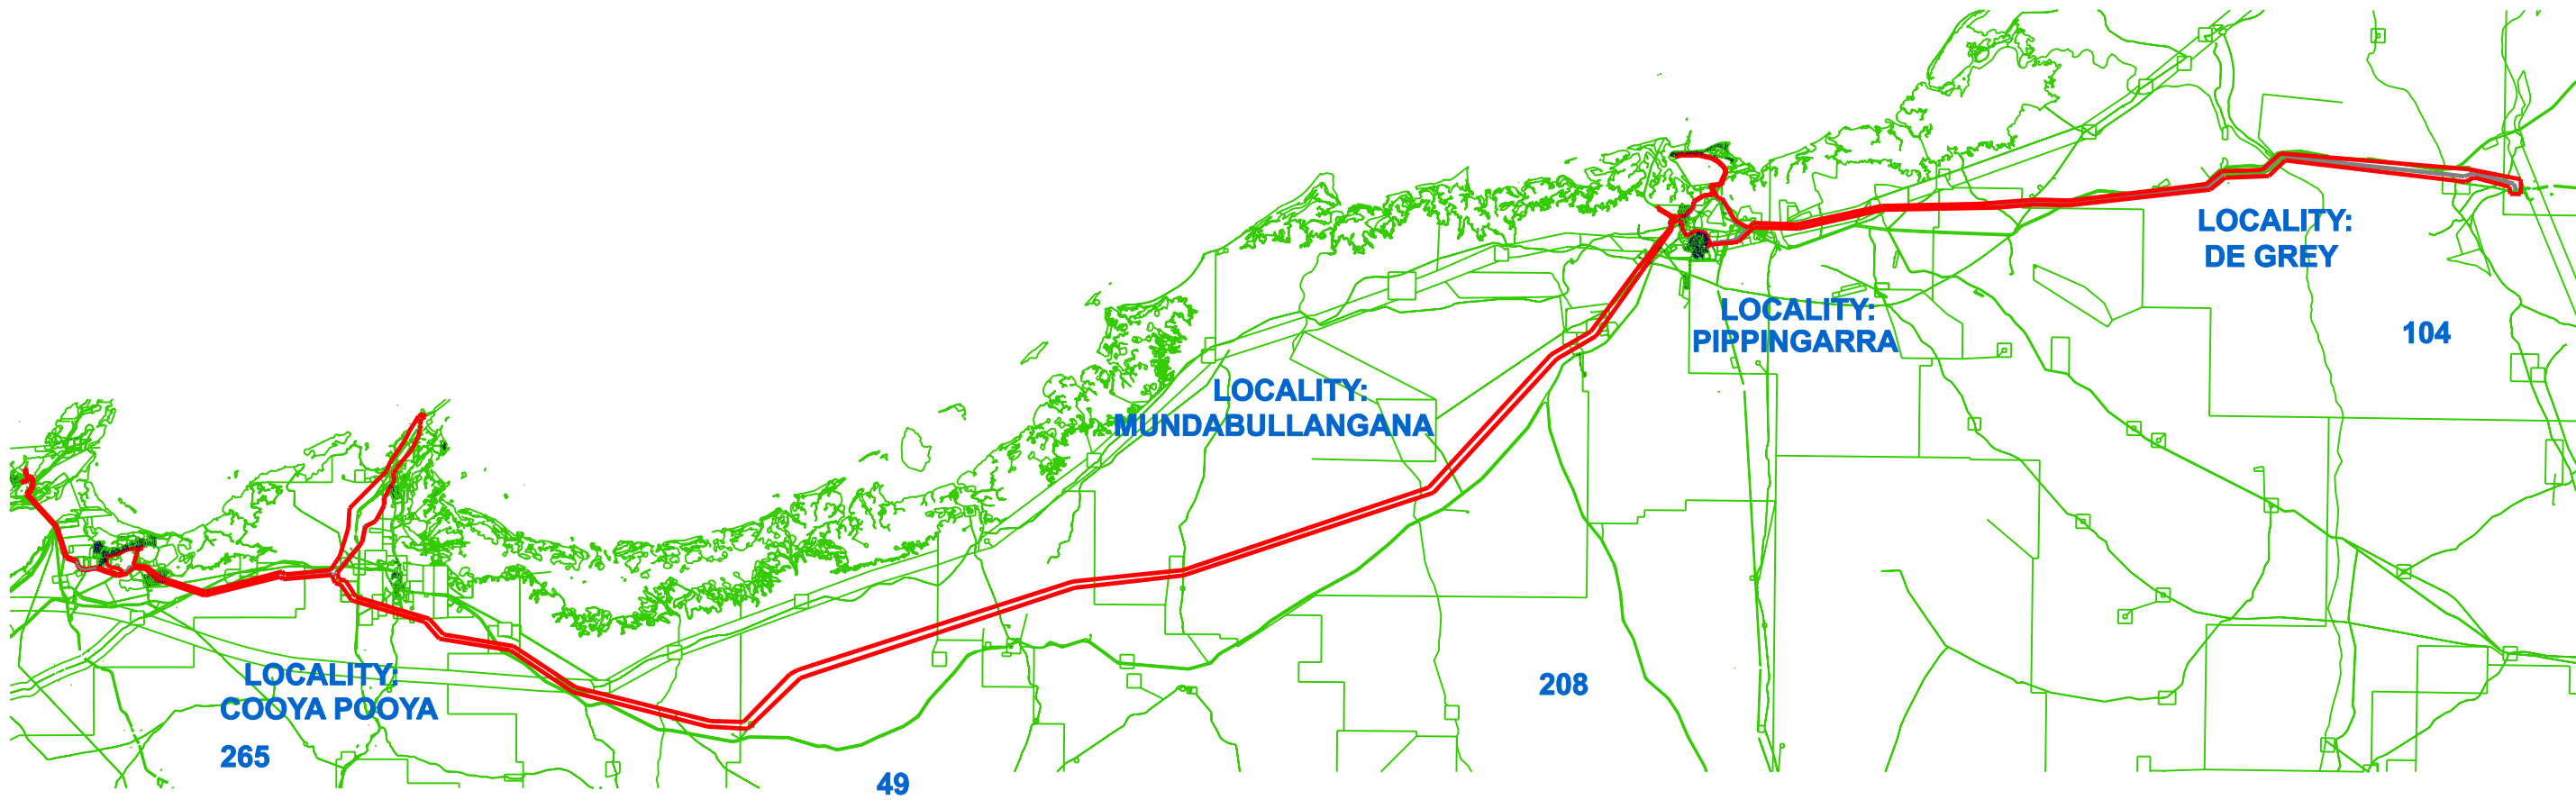 LOCALITY:
DE GREY
LOCALITY:
PIPPINGARRA
104
LOCALITY:
MUNDABULLANGANA
LOCALITY:
COOYA POOYA
208
265
49